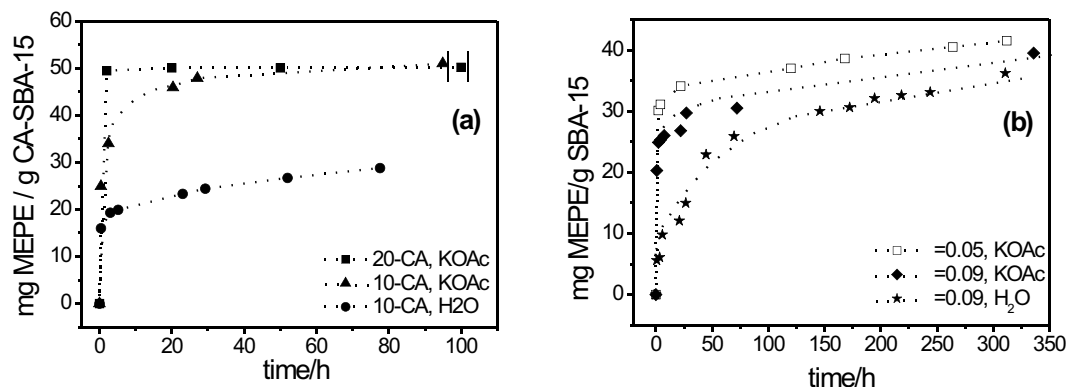 60
50
40
30
20
10
0
mg MEPE / g CA-SBA-15
(a)
20-CA, KOAc
10-CA, KOAc
10-CA, H2O
0 20 40 60 80 100
time/h
40
30
20
10
0
mg MEPE/g SBA-15
(b)
=0.05, KOAc
=0.09, KOAc
=0.09, H₂O
0 50 100 150 200 250 300 350
time/h